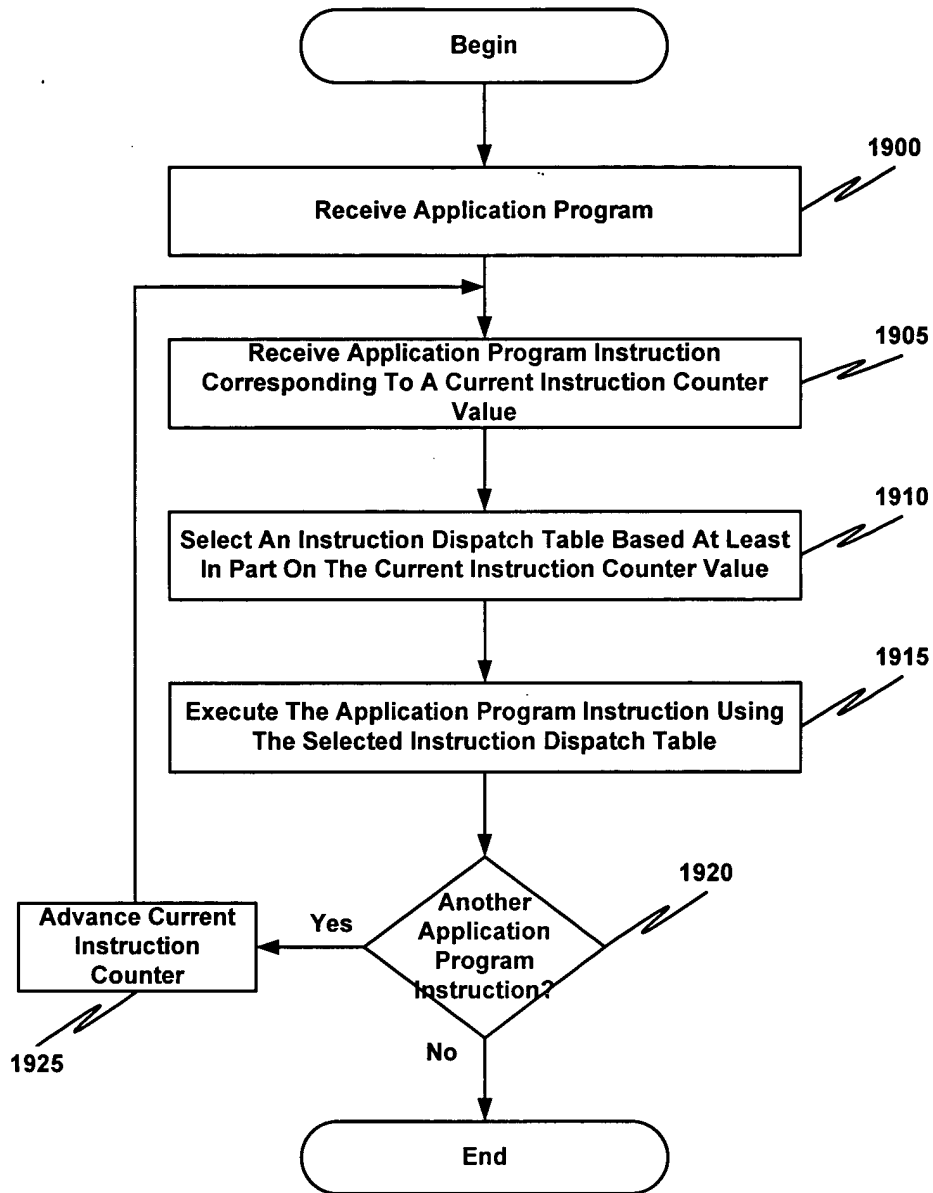 Begin
1900
Receive Application Program
1905
Receive Application Program Instruction
Corresponding To A Current Instruction Counter
Value
1910
Select An Instruction Dispatch Table Based At Least
In Part On The Current Instruction Counter Value
1915
Execute The Application Program Instruction Using
The Selected Instruction Dispatch Table
1920
Another
Application
Program
Instruction?
Yes
Advance Current
Instruction
Counter
1925
No
End